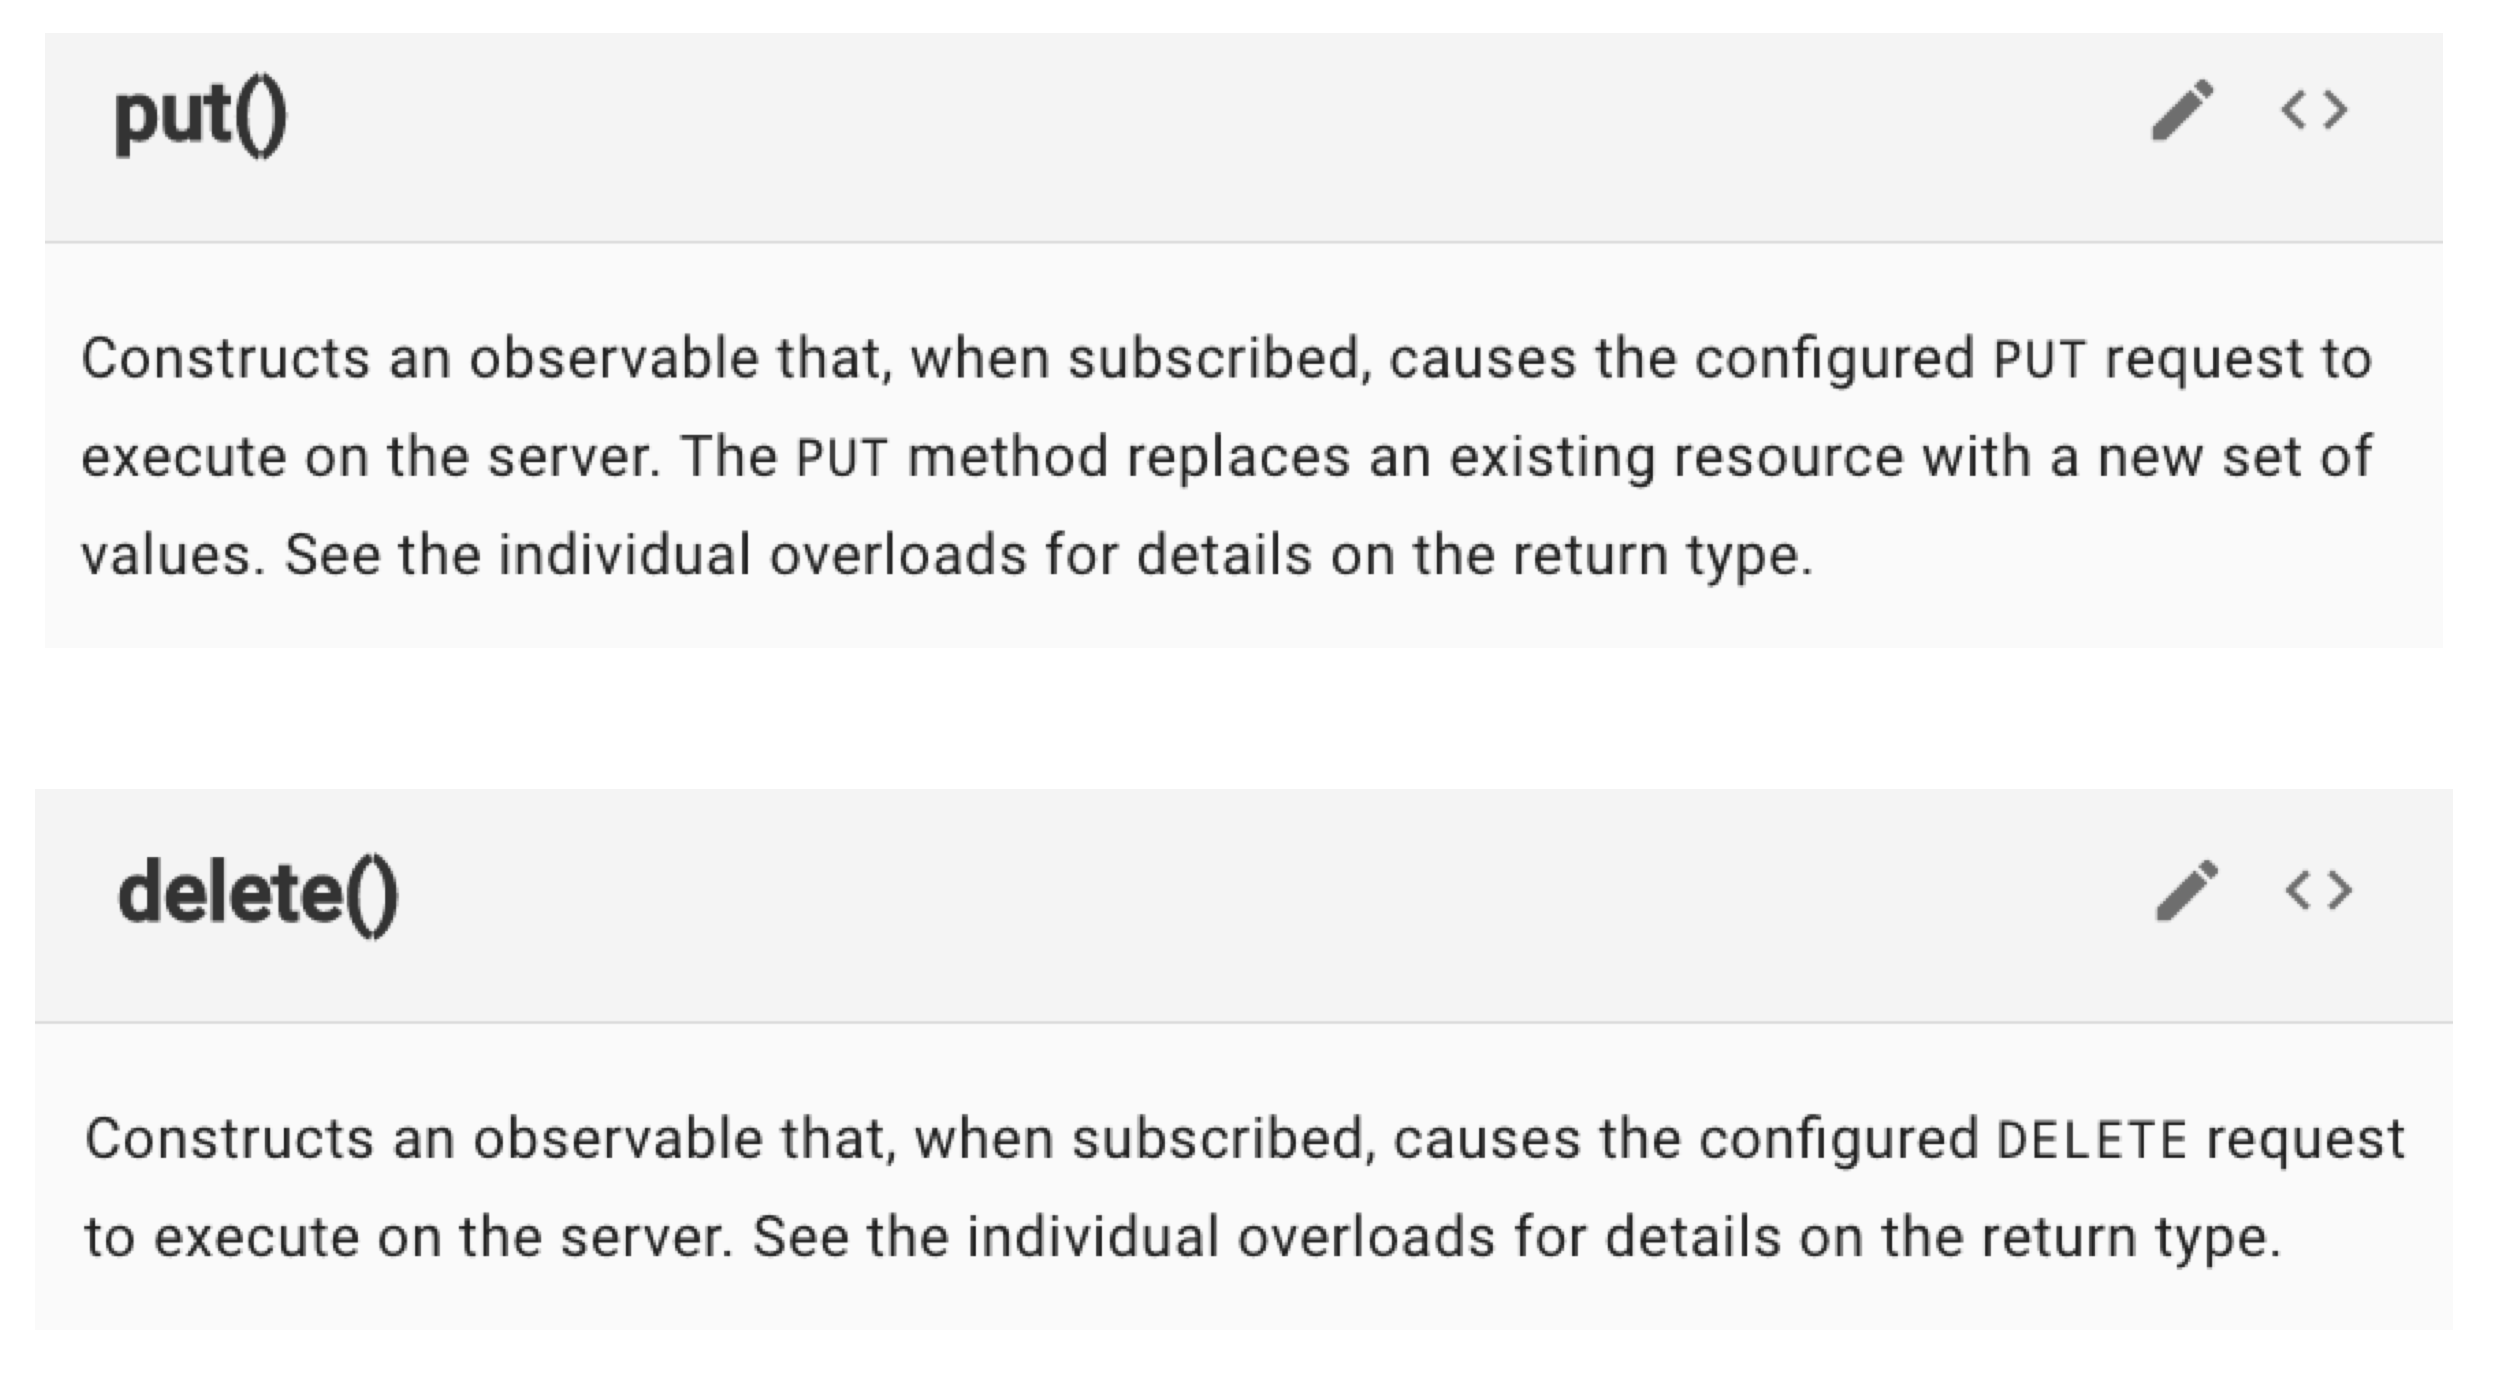 put()
Constructs an observable that, when subscribed, causes the configured PUT request to
execute on the server. The PUT method replaces an existing resource with a new set of
values. See the individual overloads for details on the return type.
delete()
Constructs an observable that, when subscribed, causes the configured DELETE request
to execute on the server. See the individual overloads for details on the return type.